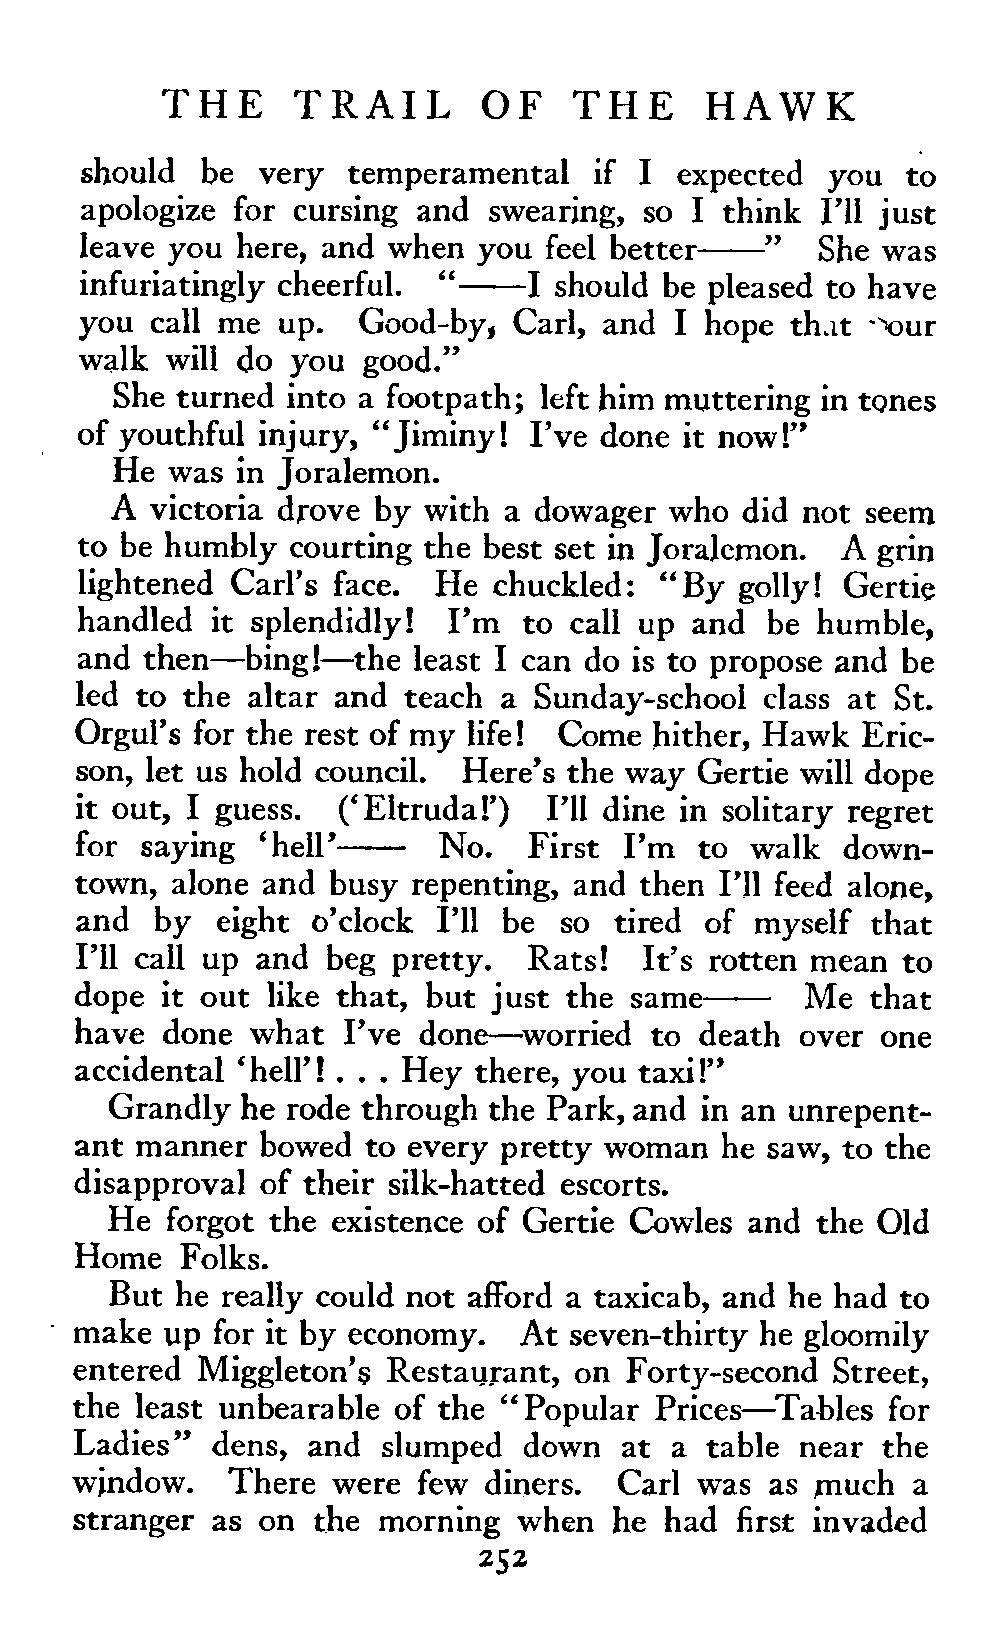 THE TRAIL OF THE HAWK
should be very temperamental if I expected you to
apologize for cursing and swearing, so I think I'll just
leave you here, and when you feel better——" She was
infuriatingly cheerful. "——I should be pleased to have
you call me up. Good-by, Carl, and I hope that your
walk will do you good."
She turned into a footpath; left him muttering in tones
of youthful injury, "Jiminy! I've done it now!"
He was in Joralemon.
A victoria drove by with a dowager who did not seem
to be humbly courting the best set in Joralemon. A grin
lightened Carl's face. He chuckled: "By golly! Gertie
handled it splendidly! I'm to call up and be humble,
and then—bing!—the least I can do is to propose and be
led to the altar and teach a Sunday-school class at St.
Orgul's for the rest of my life! Come hither, Hawk Eric-
son, let us hold council. Here's the way Gertie will dope
it out, I guess. ('Eltruda!') I'll dine in solitary regret
for saying 'hell'—— No. First I'm to walk down-
town, alone and busy repenting, and then I'll feed alone,
and by eight o'clock I'll be so tired of myself that
I'll call up and beg pretty. Rats! It's rotten mean to
dope it out like that, but just the same—— Me that
have done what I've done—worried to death over one
accidental 'hell'! . . . Hey there, you taxi!"
Grandly he rode through the Park, and in an unrepent-
ant manner bowed to every pretty woman he saw, to the
disapproval of their silk-hatted escorts.
He forgot the existence of Gertie Cowles and the Old
Home Folks.
But he really could not afford a taxicab, and he had to
make up for it by economy. At seven-thirty he gloomily
entered Miggleton's Restaurant, on Forty-second Street,
the least unbearable of the "Popular Prices—Tables for
Ladies" dens, and slumped down at a table near the
window. There were few diners. Carl was as much a
stranger as on the morning when he had first invaded
252